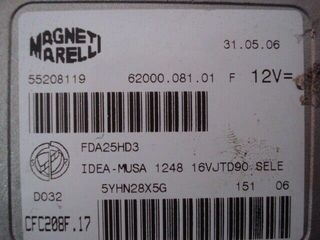 MAGNETI
MARELLI
31.05.06
55208119
62000.081.01 F 12V=
FDA25HD3
IDEA-MUSA 1248 16VJTD90 SELE
D032
5YHN28X5G
151 06
CFC208F.17